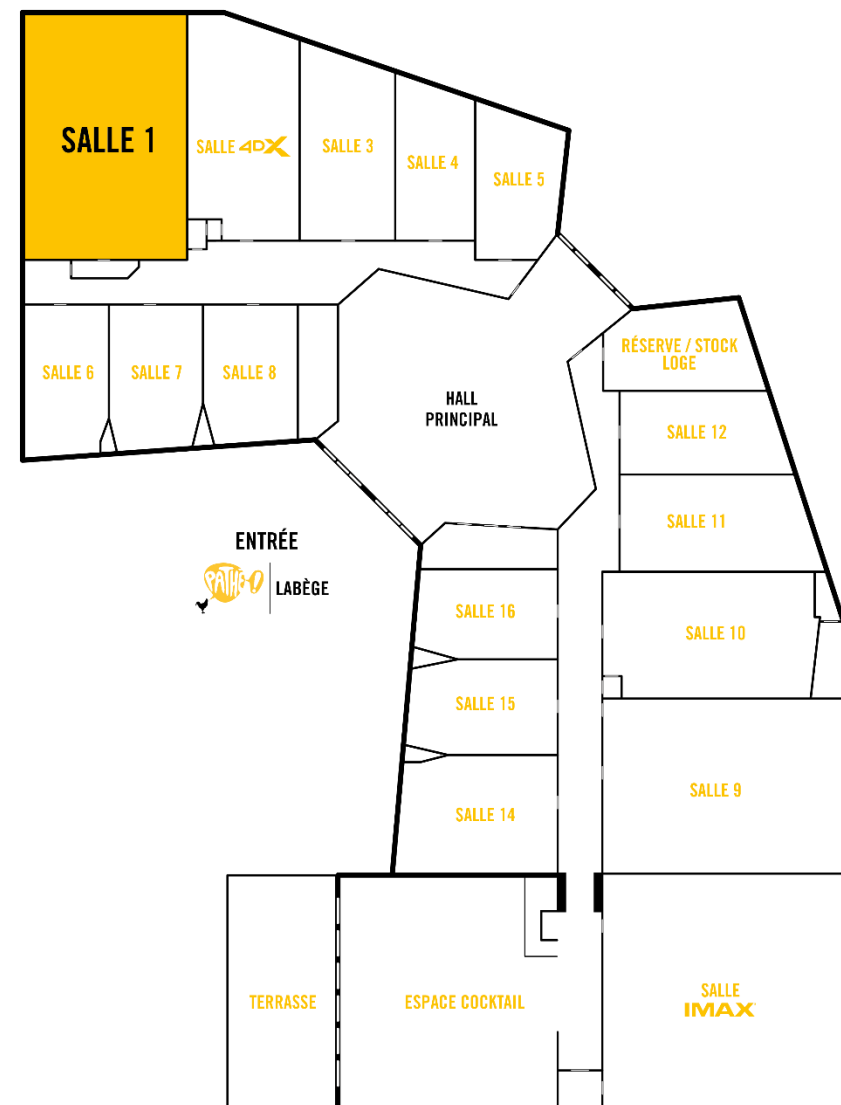 SALLE 1
SALLE 4DX
SALLE 3
SALLE 4
SALLE 5
SALLE 6
SALLE 7
SALLE 8
RÉSERVE / STOCK
LOGE
HALL
PRINCIPAL
SALLE 12
SALLE 11
ENTRÉE
PATHÉ
LABÈGE
SALLE 16
SALLE 10
SALLE 15
SALLE 9
SALLE 14
TERRASSE
ESPACE COCKTAIL
SALLE
IMAX